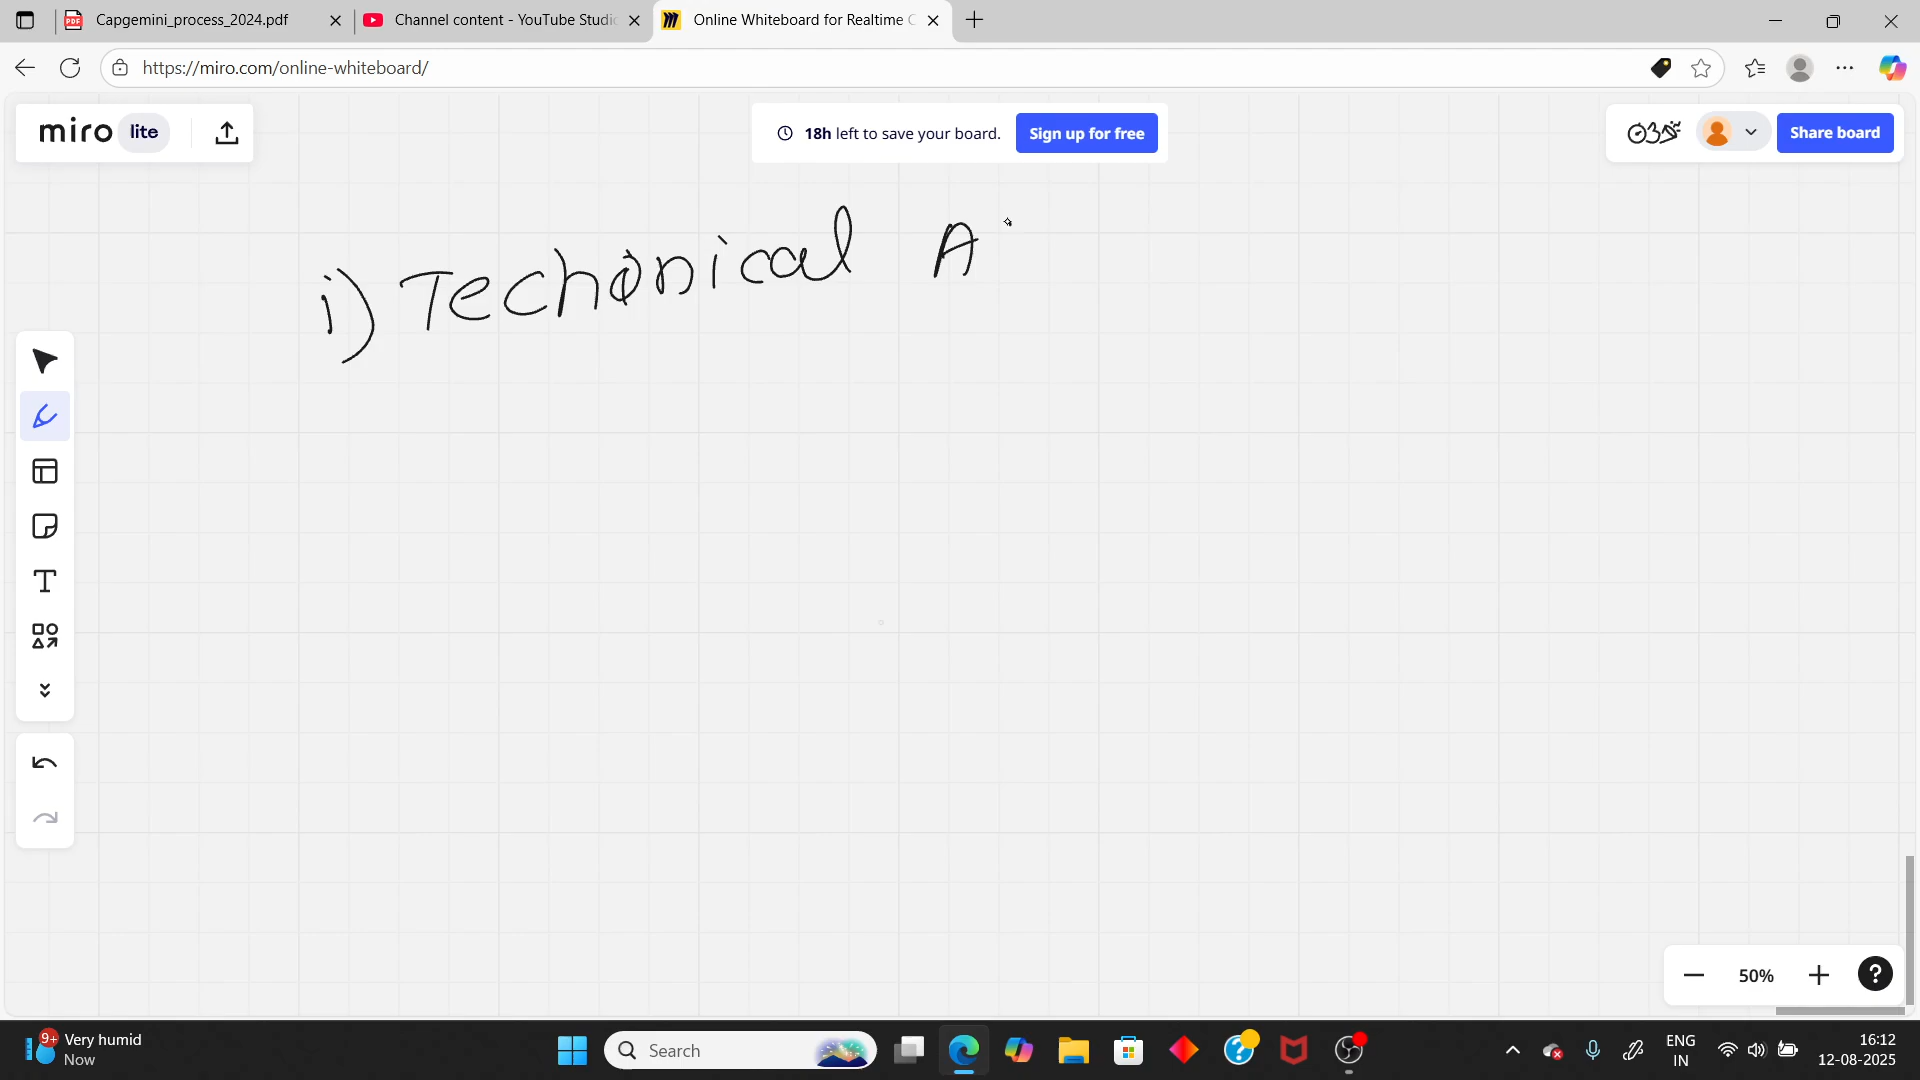 Capgemini_process_2024.pdf
Channel content - YouTube Studio
Online Whiteboard for Realtime C
https://miro.com/online-whiteboard/
miro lite
18h left to save your board.
Sign up for free
Share board
i) Techonical A
T
50%
?
9+
Very humid
Now
Search
ENG
IN
16:12
12-08-2025